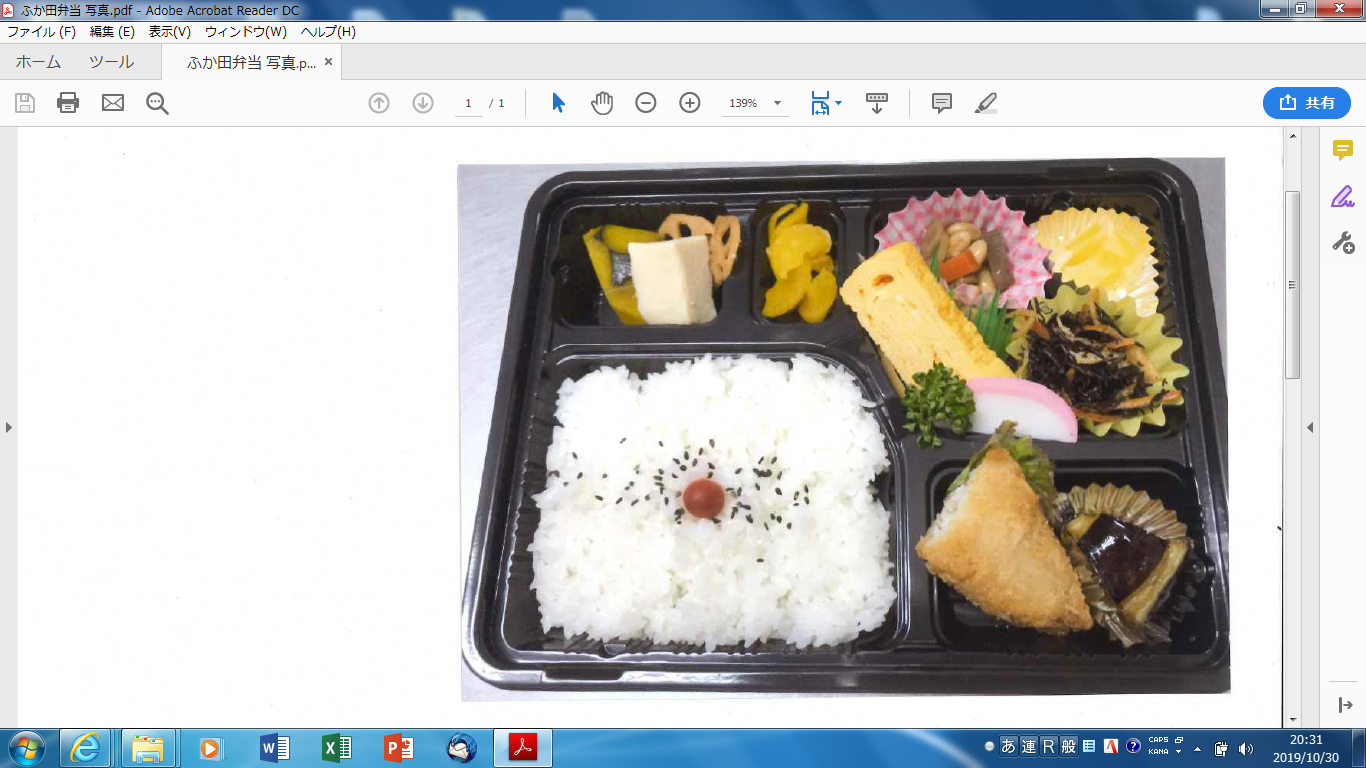 ふか田弁当 写真.pdf - Adobe Acrobat Reader DC
ファイル (F) 編集 (E) 表示(V) ウィンドウ(W) ヘルプ(H)
ホーム ツール ふか田弁当 写真.p... ×
1 / 1 139% 共有
あ 連 R 般 CAPS KANA
20:31
2019/10/30